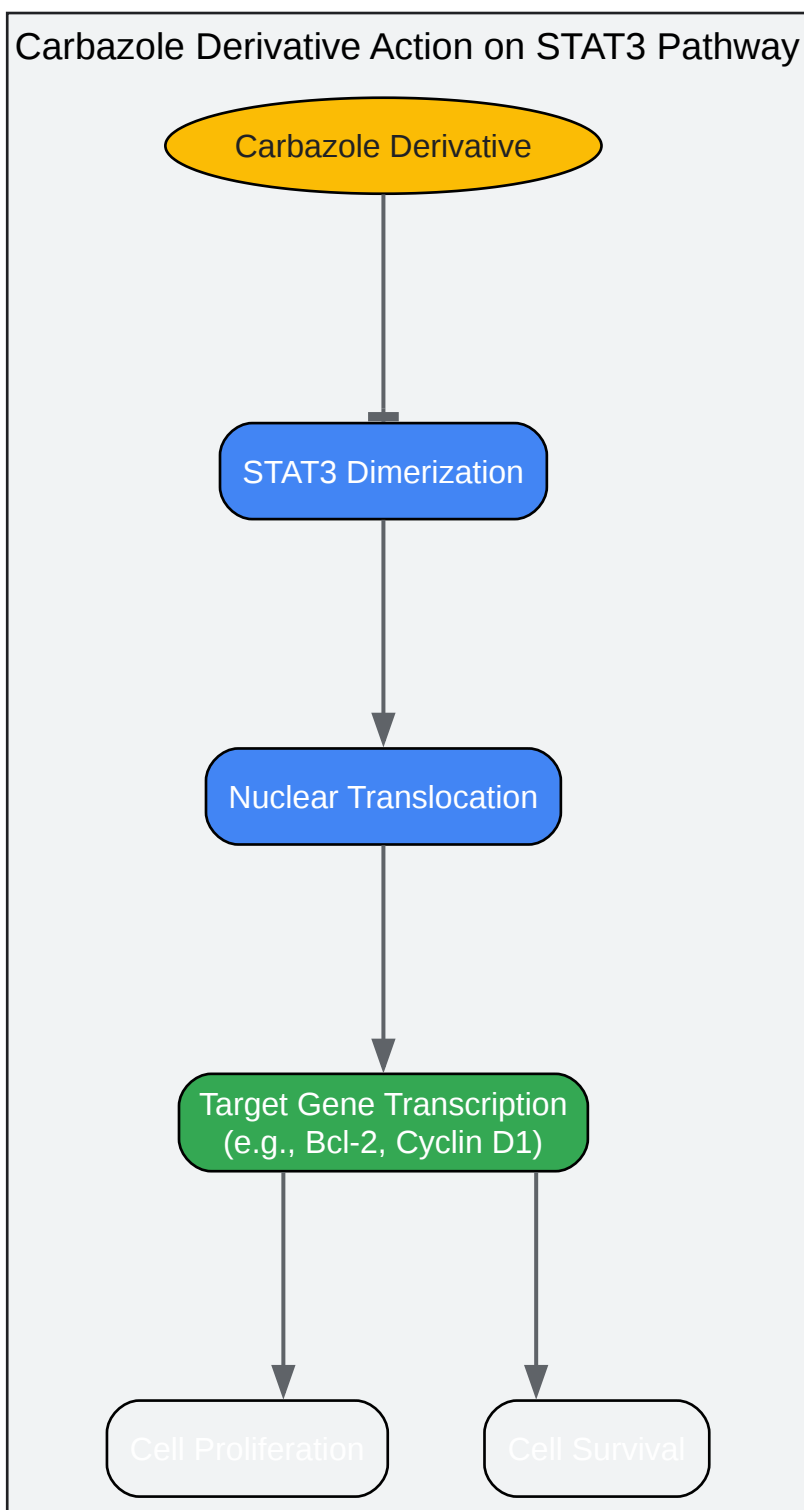 Carbazole Derivative Action on STAT3 Pathway
Carbazole Derivative
STAT3 Dimerization
Nuclear Translocation
Target Gene Transcription
(e.g., Bcl-2, Cyclin D1)
Cell Proliferation
Cell Survival